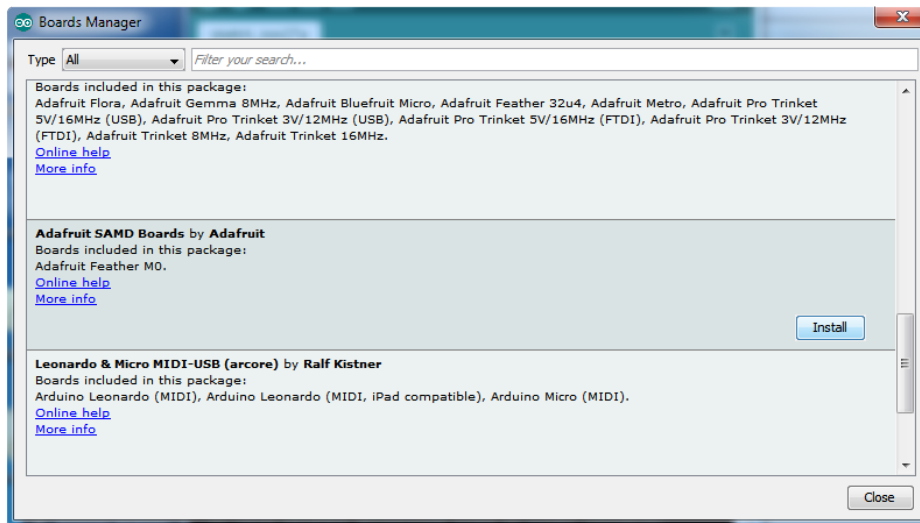 Boards Manager
Type All Filter your search...
Boards included in this package:
Adafruit Flora, Adafruit Gemma 8MHz, Adafruit Bluefruit Micro, Adafruit Feather 32u4, Adafruit Metro, Adafruit Pro Trinket
5V/16MHz (USB), Adafruit Pro Trinket 3V/12MHz (USB), Adafruit Pro Trinket 5V/16MHz (FTDI), Adafruit Pro Trinket 3V/12MHz
(FTDI), Adafruit Trinket 8MHz, Adafruit Trinket 16MHz.
Online help
More info
Adafruit SAMD Boards by Adafruit
Boards included in this package:
Adafruit Feather M0.
Online help
More info
Install
Leonardo & Micro MIDI-USB (arcore) by Ralf Kistner
Boards included in this package:
Arduino Leonardo (MIDI), Arduino Leonardo (MIDI, iPad compatible), Arduino Micro (MIDI).
Online help
More info
Close